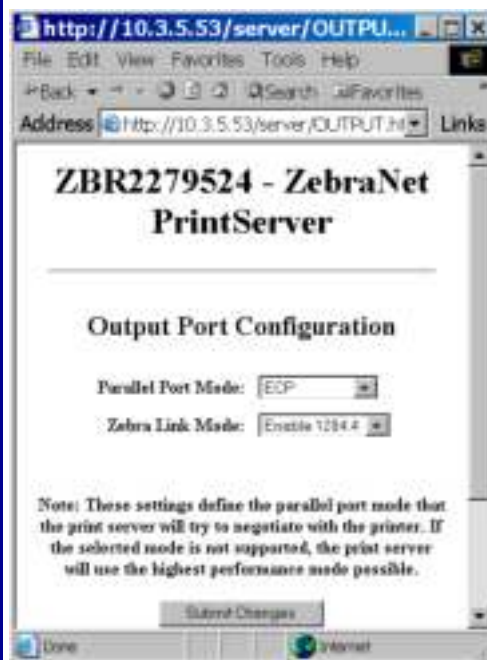 http://10.3.5.53/server/OUTPU...
File Edit View Favorites Tools Help
Back Search Favorites
Address http://10.3.5.53/server/OUTPUT.ht Links
ZBR2279524 - ZebraNet
PrintServer
Output Port Configuration
Parallel Port Mode: ECP
Zebra Link Mode: Enable 1284.4
Note: These settings define the parallel port mode that
the print server will try to negotiate with the printer. If
the selected mode is not supported, the print server
will use the highest performance mode possible.
Submit Changes
Done Internet